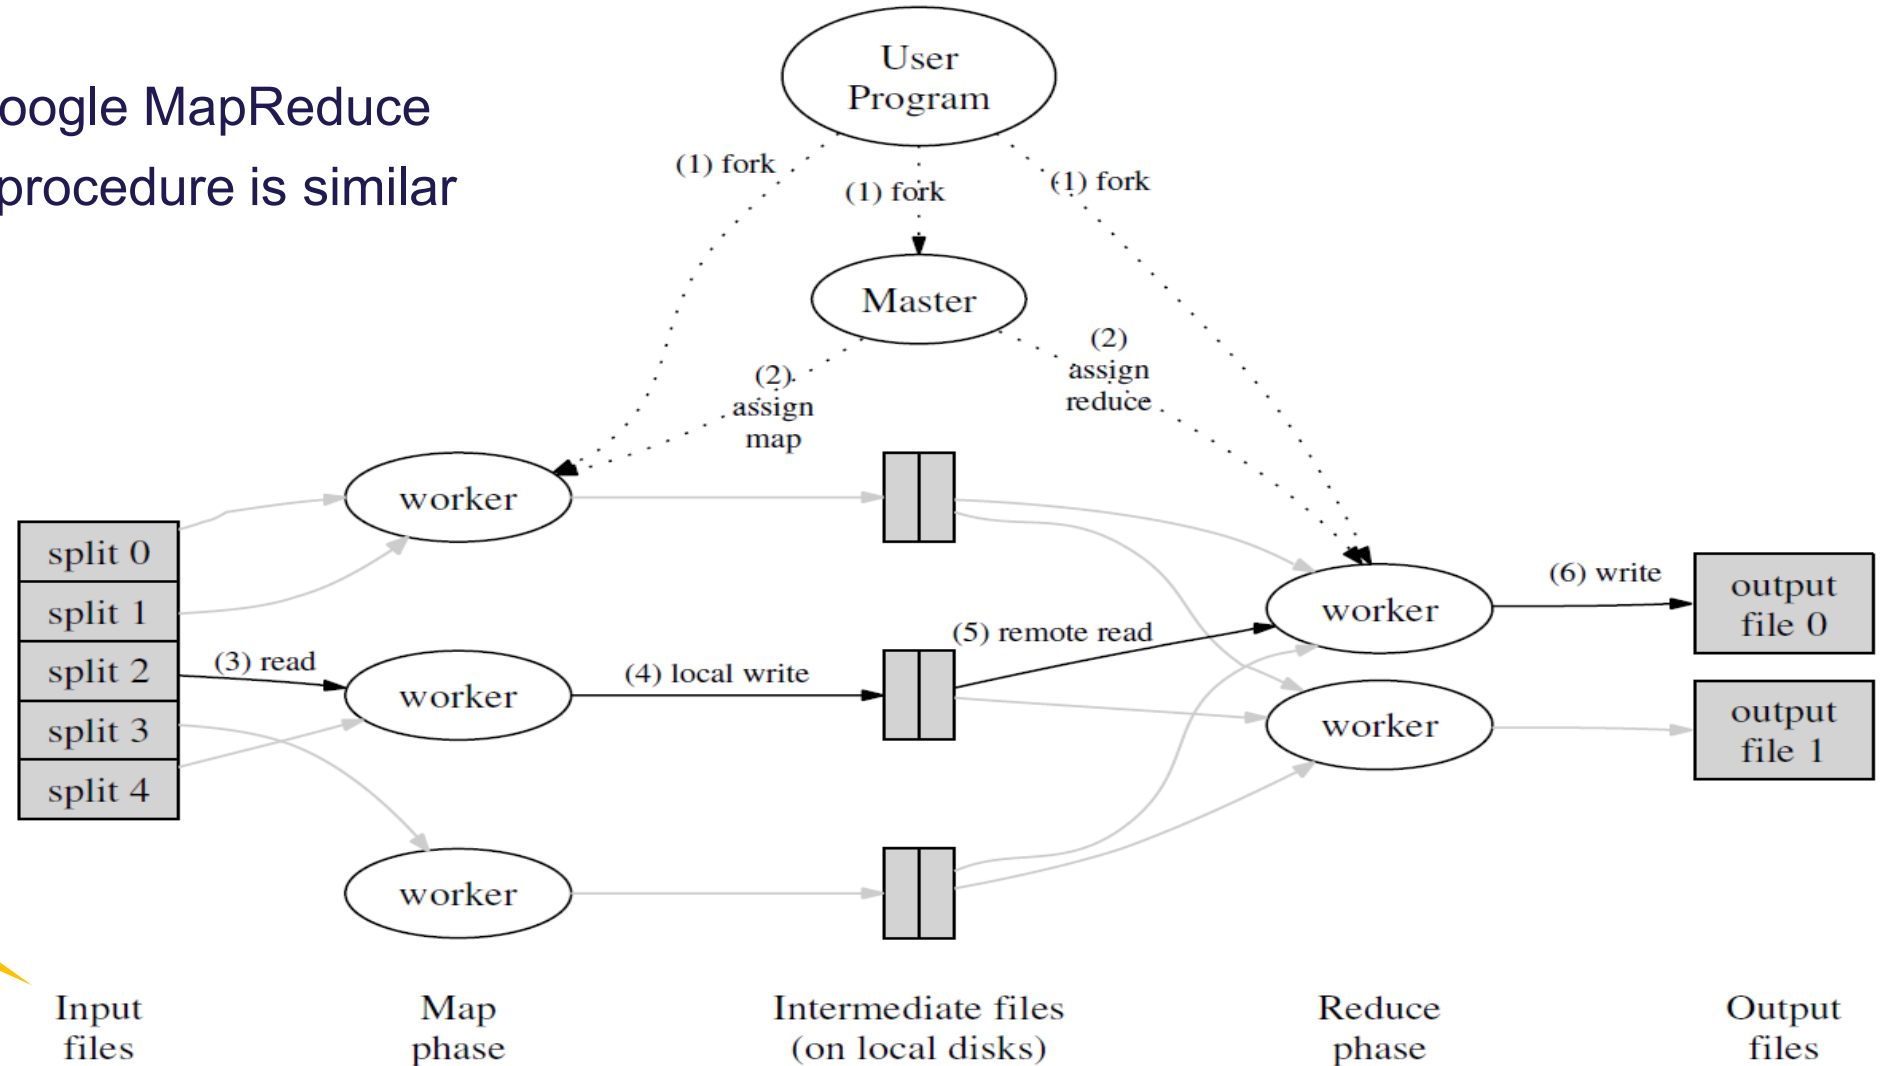 oogle MapReduce
procedure is similar
User
Program
(1) fork
(1) fork
(1) fork
Master
(2)
assign
map
(2)
assign
reduce
worker
split 0
split 1
split 2
split 3
split 4
(3) read
worker
(4) local write
worker
(5) remote read
worker
worker
(6) write
output
file 0
output
file 1
Input
files
Map
phase
Intermediate files
(on local disks)
Reduce
phase
Output
files